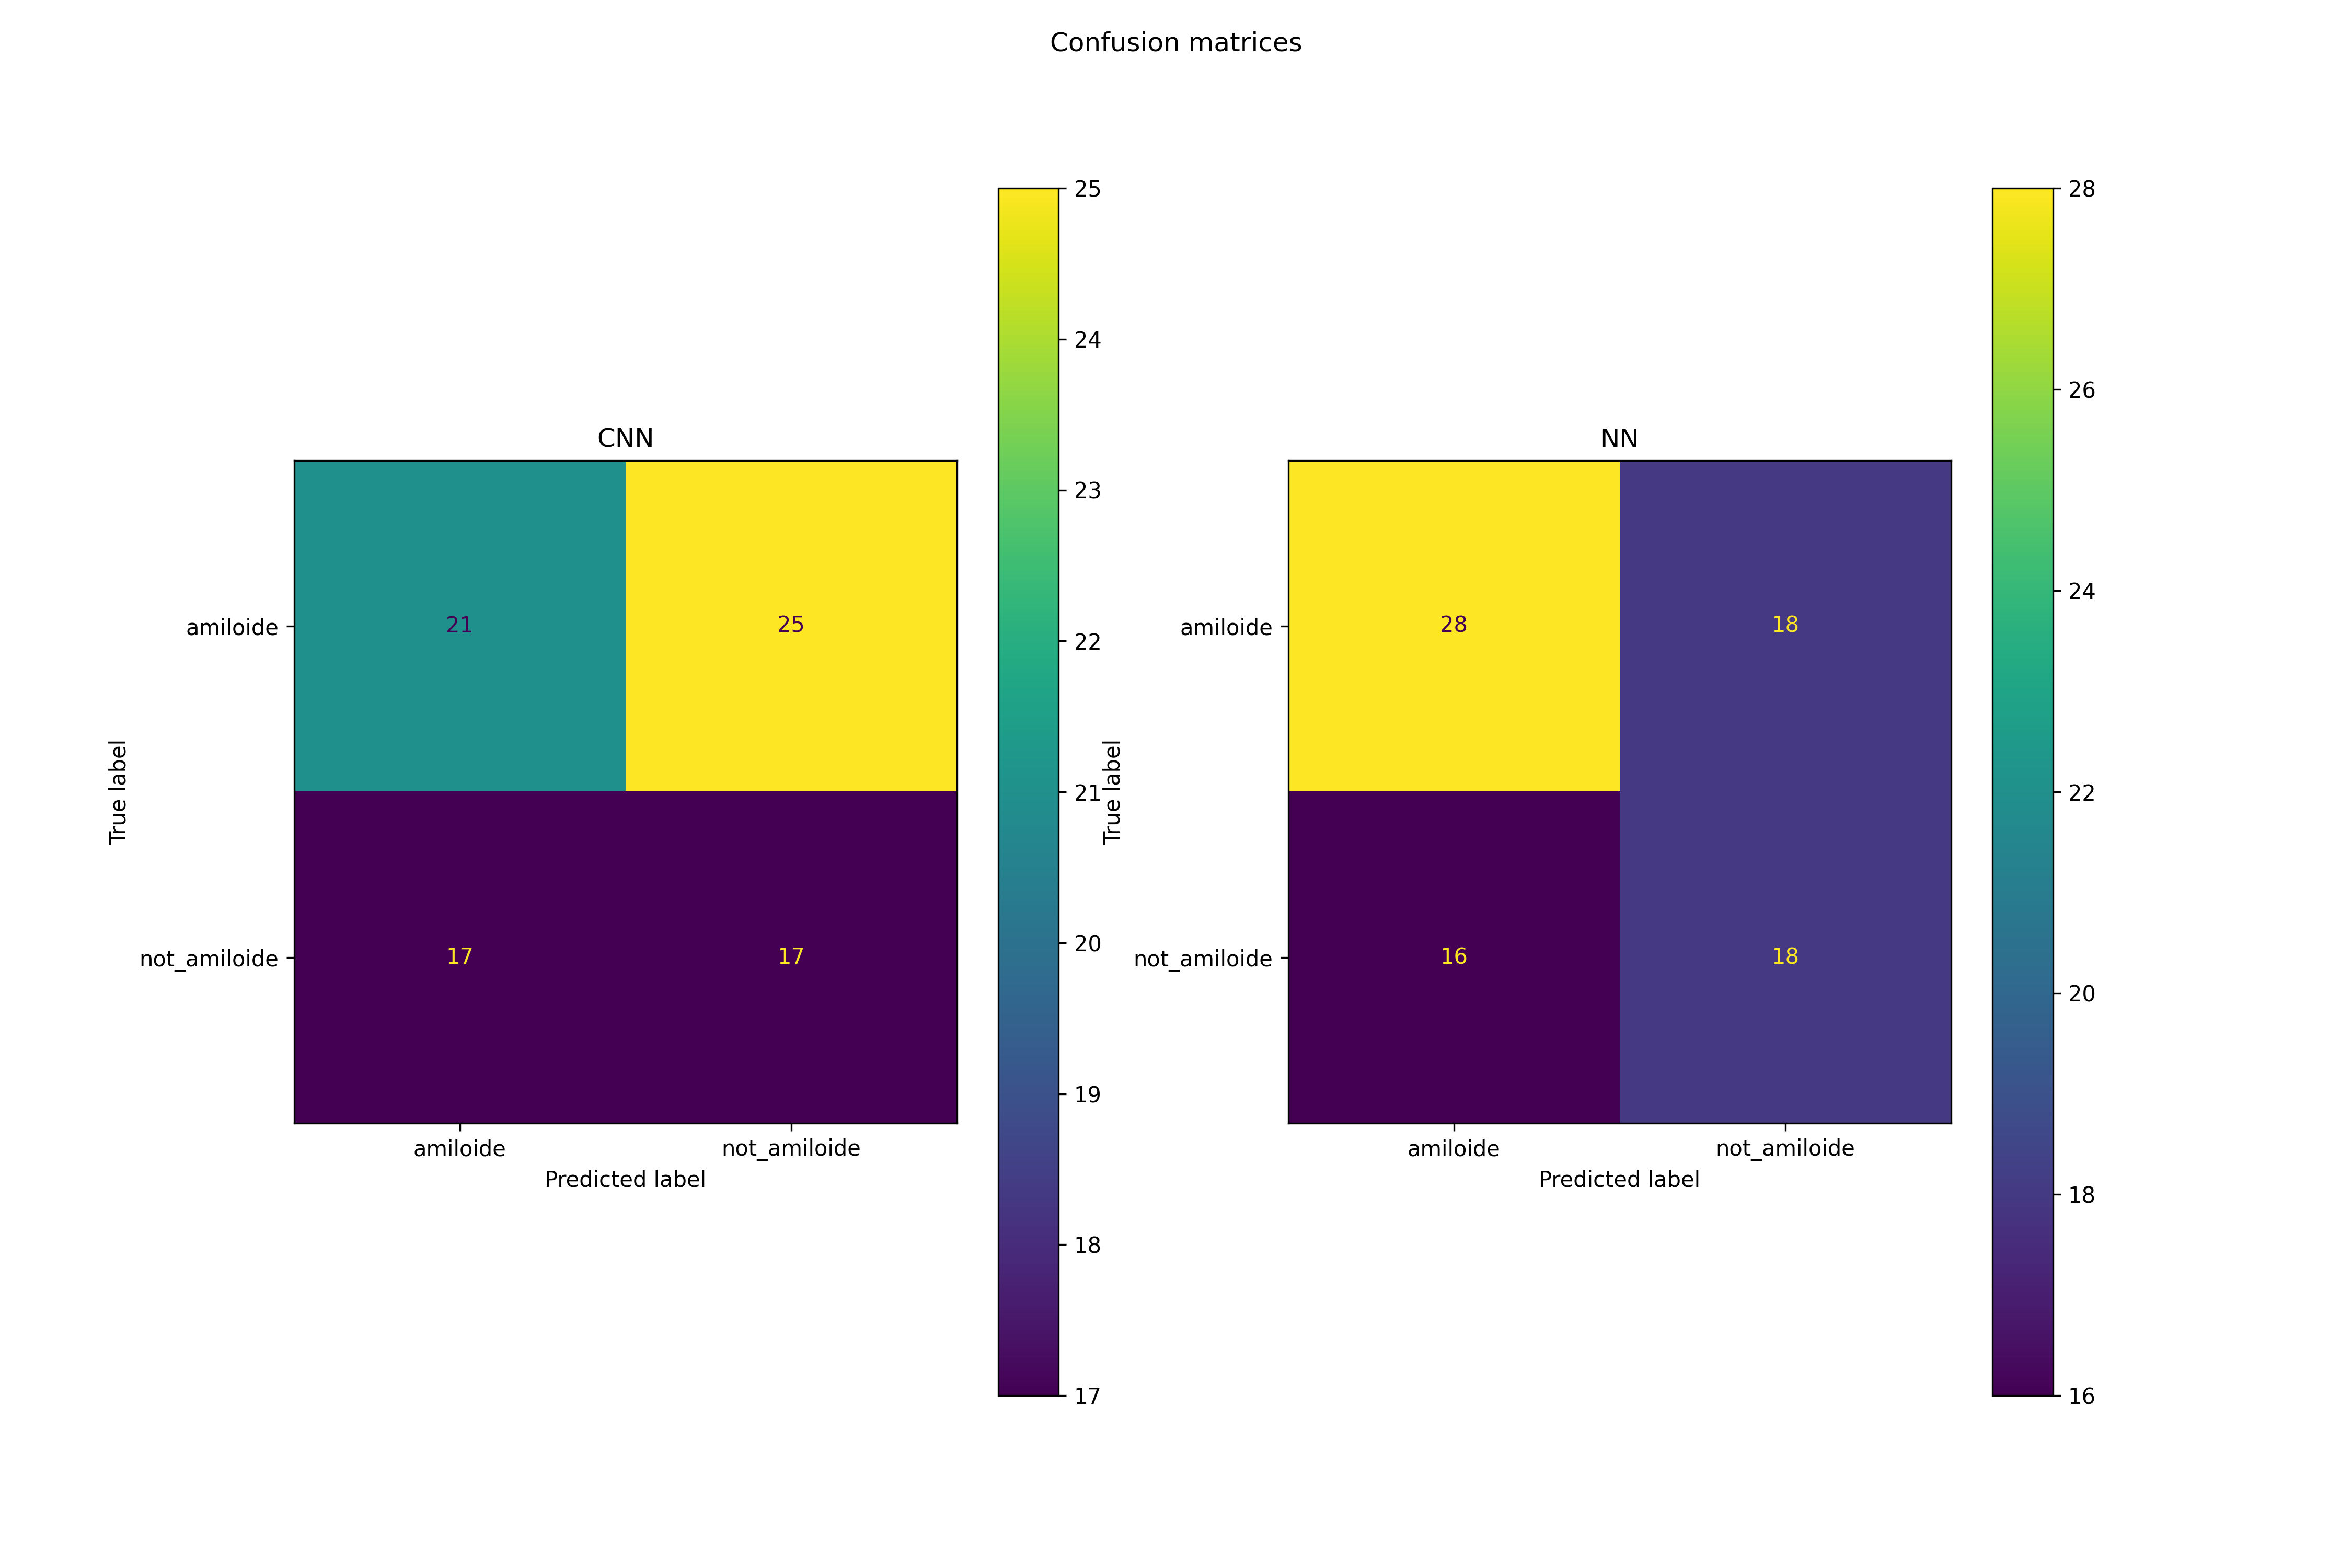 Confusion matrices
CNN
True label
amiloide
not_amiloide
21
25
17
17
amiloide
not_amiloide
Predicted label
25
24
23
22
21
20
19
18
17
NN
True label
amiloide
not_amiloide
28
18
16
18
amiloide
not_amiloide
Predicted label
28
26
24
22
20
18
16